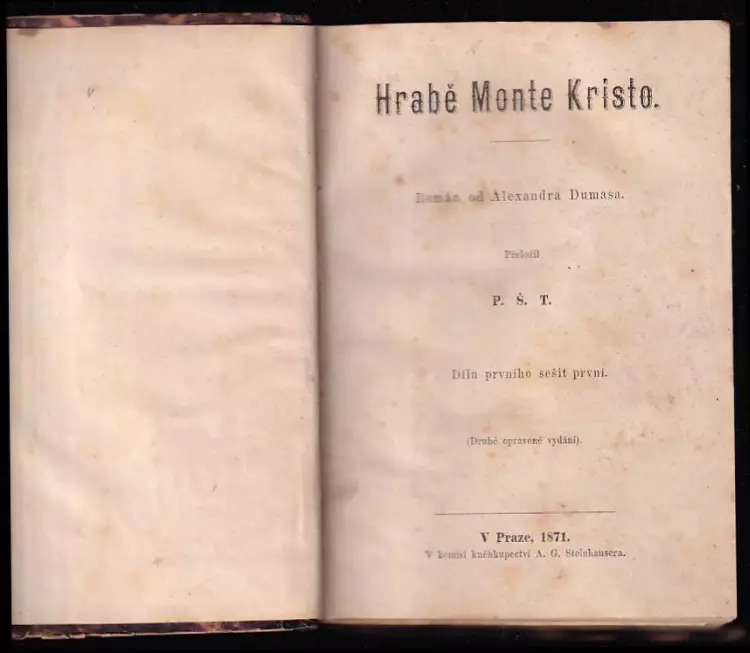 Hrabě Monte Kristo.
Román od Alexandra Dumasa.
Přeložil
P. Š. T.
Dílu prvního sešit první.
(Druhé opravené vydání).
V Praze, 1871.
V komisi kněhkupectví A. G. Steinhausera.